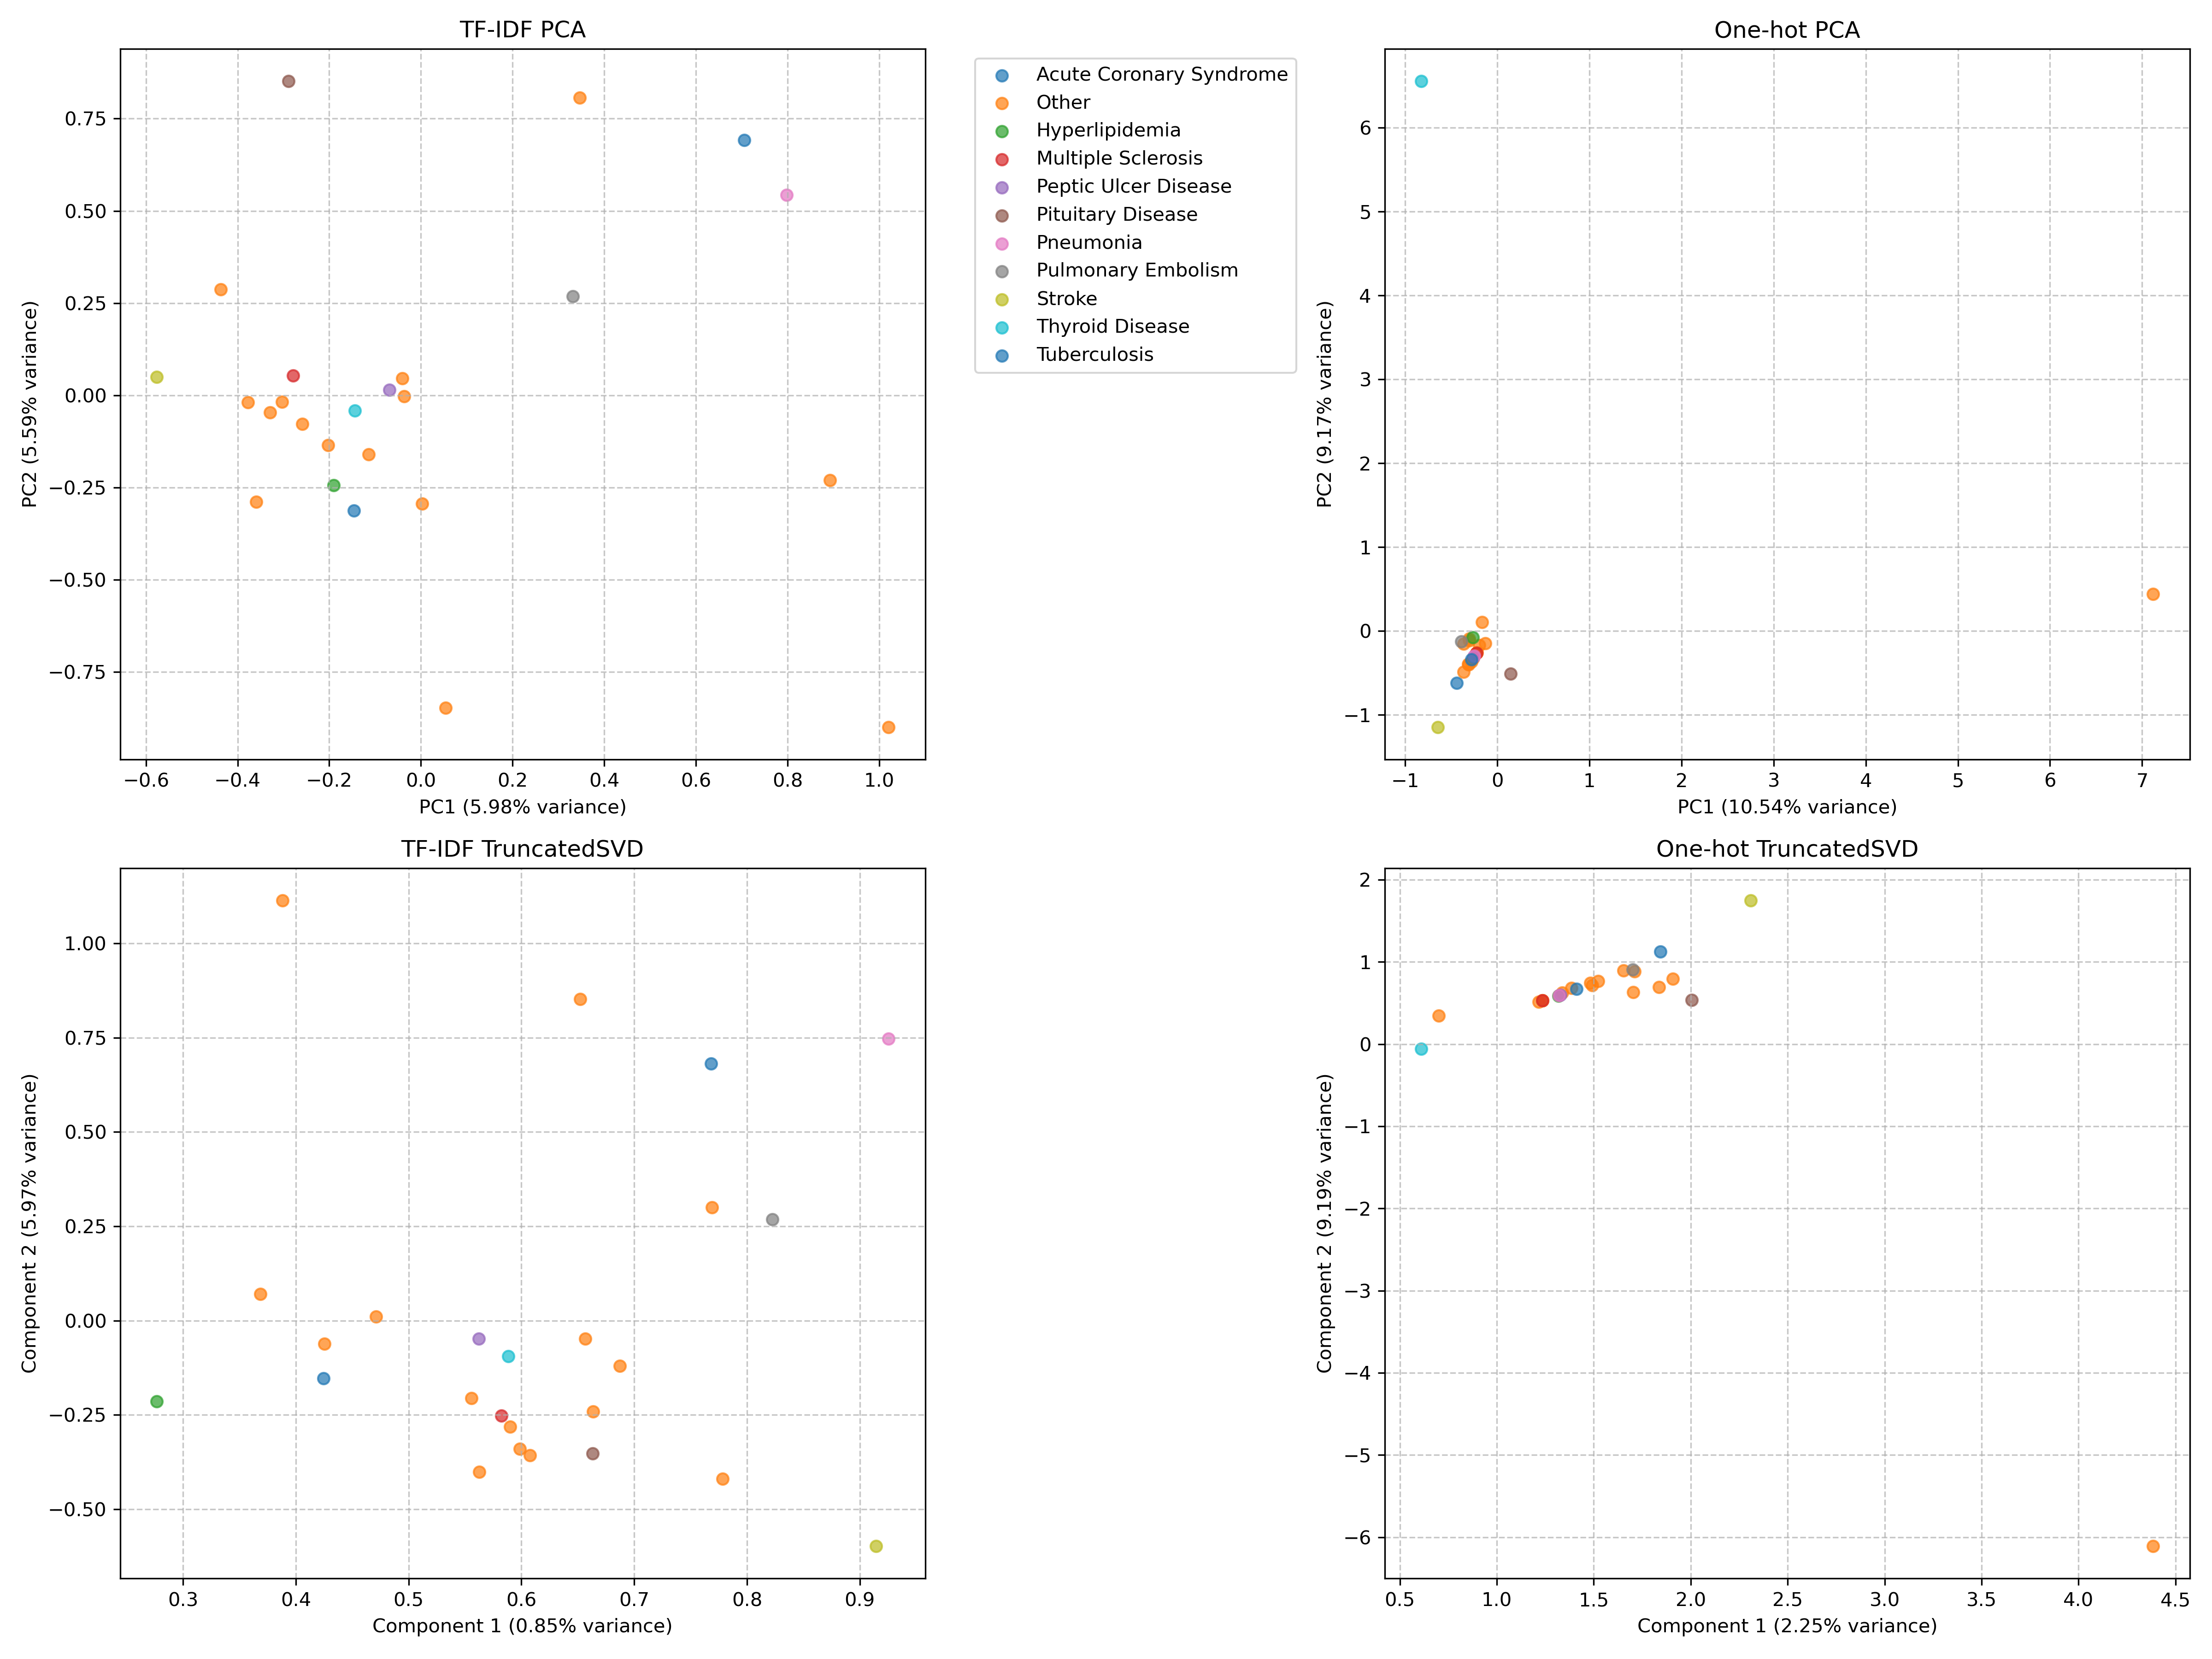 TF-IDF PCA
PC2 (5.59% variance)
0.75
0.50
0.25
0.00
−0.25
−0.50
−0.75
−0.6 −0.4 −0.2 0.0 0.2 0.4 0.6 0.8 1.0
PC1 (5.98% variance)
Acute Coronary Syndrome
Other
Hyperlipidemia
Multiple Sclerosis
Peptic Ulcer Disease
Pituitary Disease
Pneumonia
Pulmonary Embolism
Stroke
Thyroid Disease
Tuberculosis
One-hot PCA
PC2 (9.17% variance)
6
5
4
3
2
1
0
−1
−1 0 1 2 3 4 5 6 7
PC1 (10.54% variance)
TF-IDF TruncatedSVD
Component 2 (5.97% variance)
1.00
0.75
0.50
0.25
0.00
−0.25
−0.50
0.3 0.4 0.5 0.6 0.7 0.8 0.9
Component 1 (0.85% variance)
One-hot TruncatedSVD
Component 2 (9.19% variance)
2
1
0
−1
−2
−3
−4
−5
−6
0.5 1.0 1.5 2.0 2.5 3.0 3.5 4.0 4.5
Component 1 (2.25% variance)